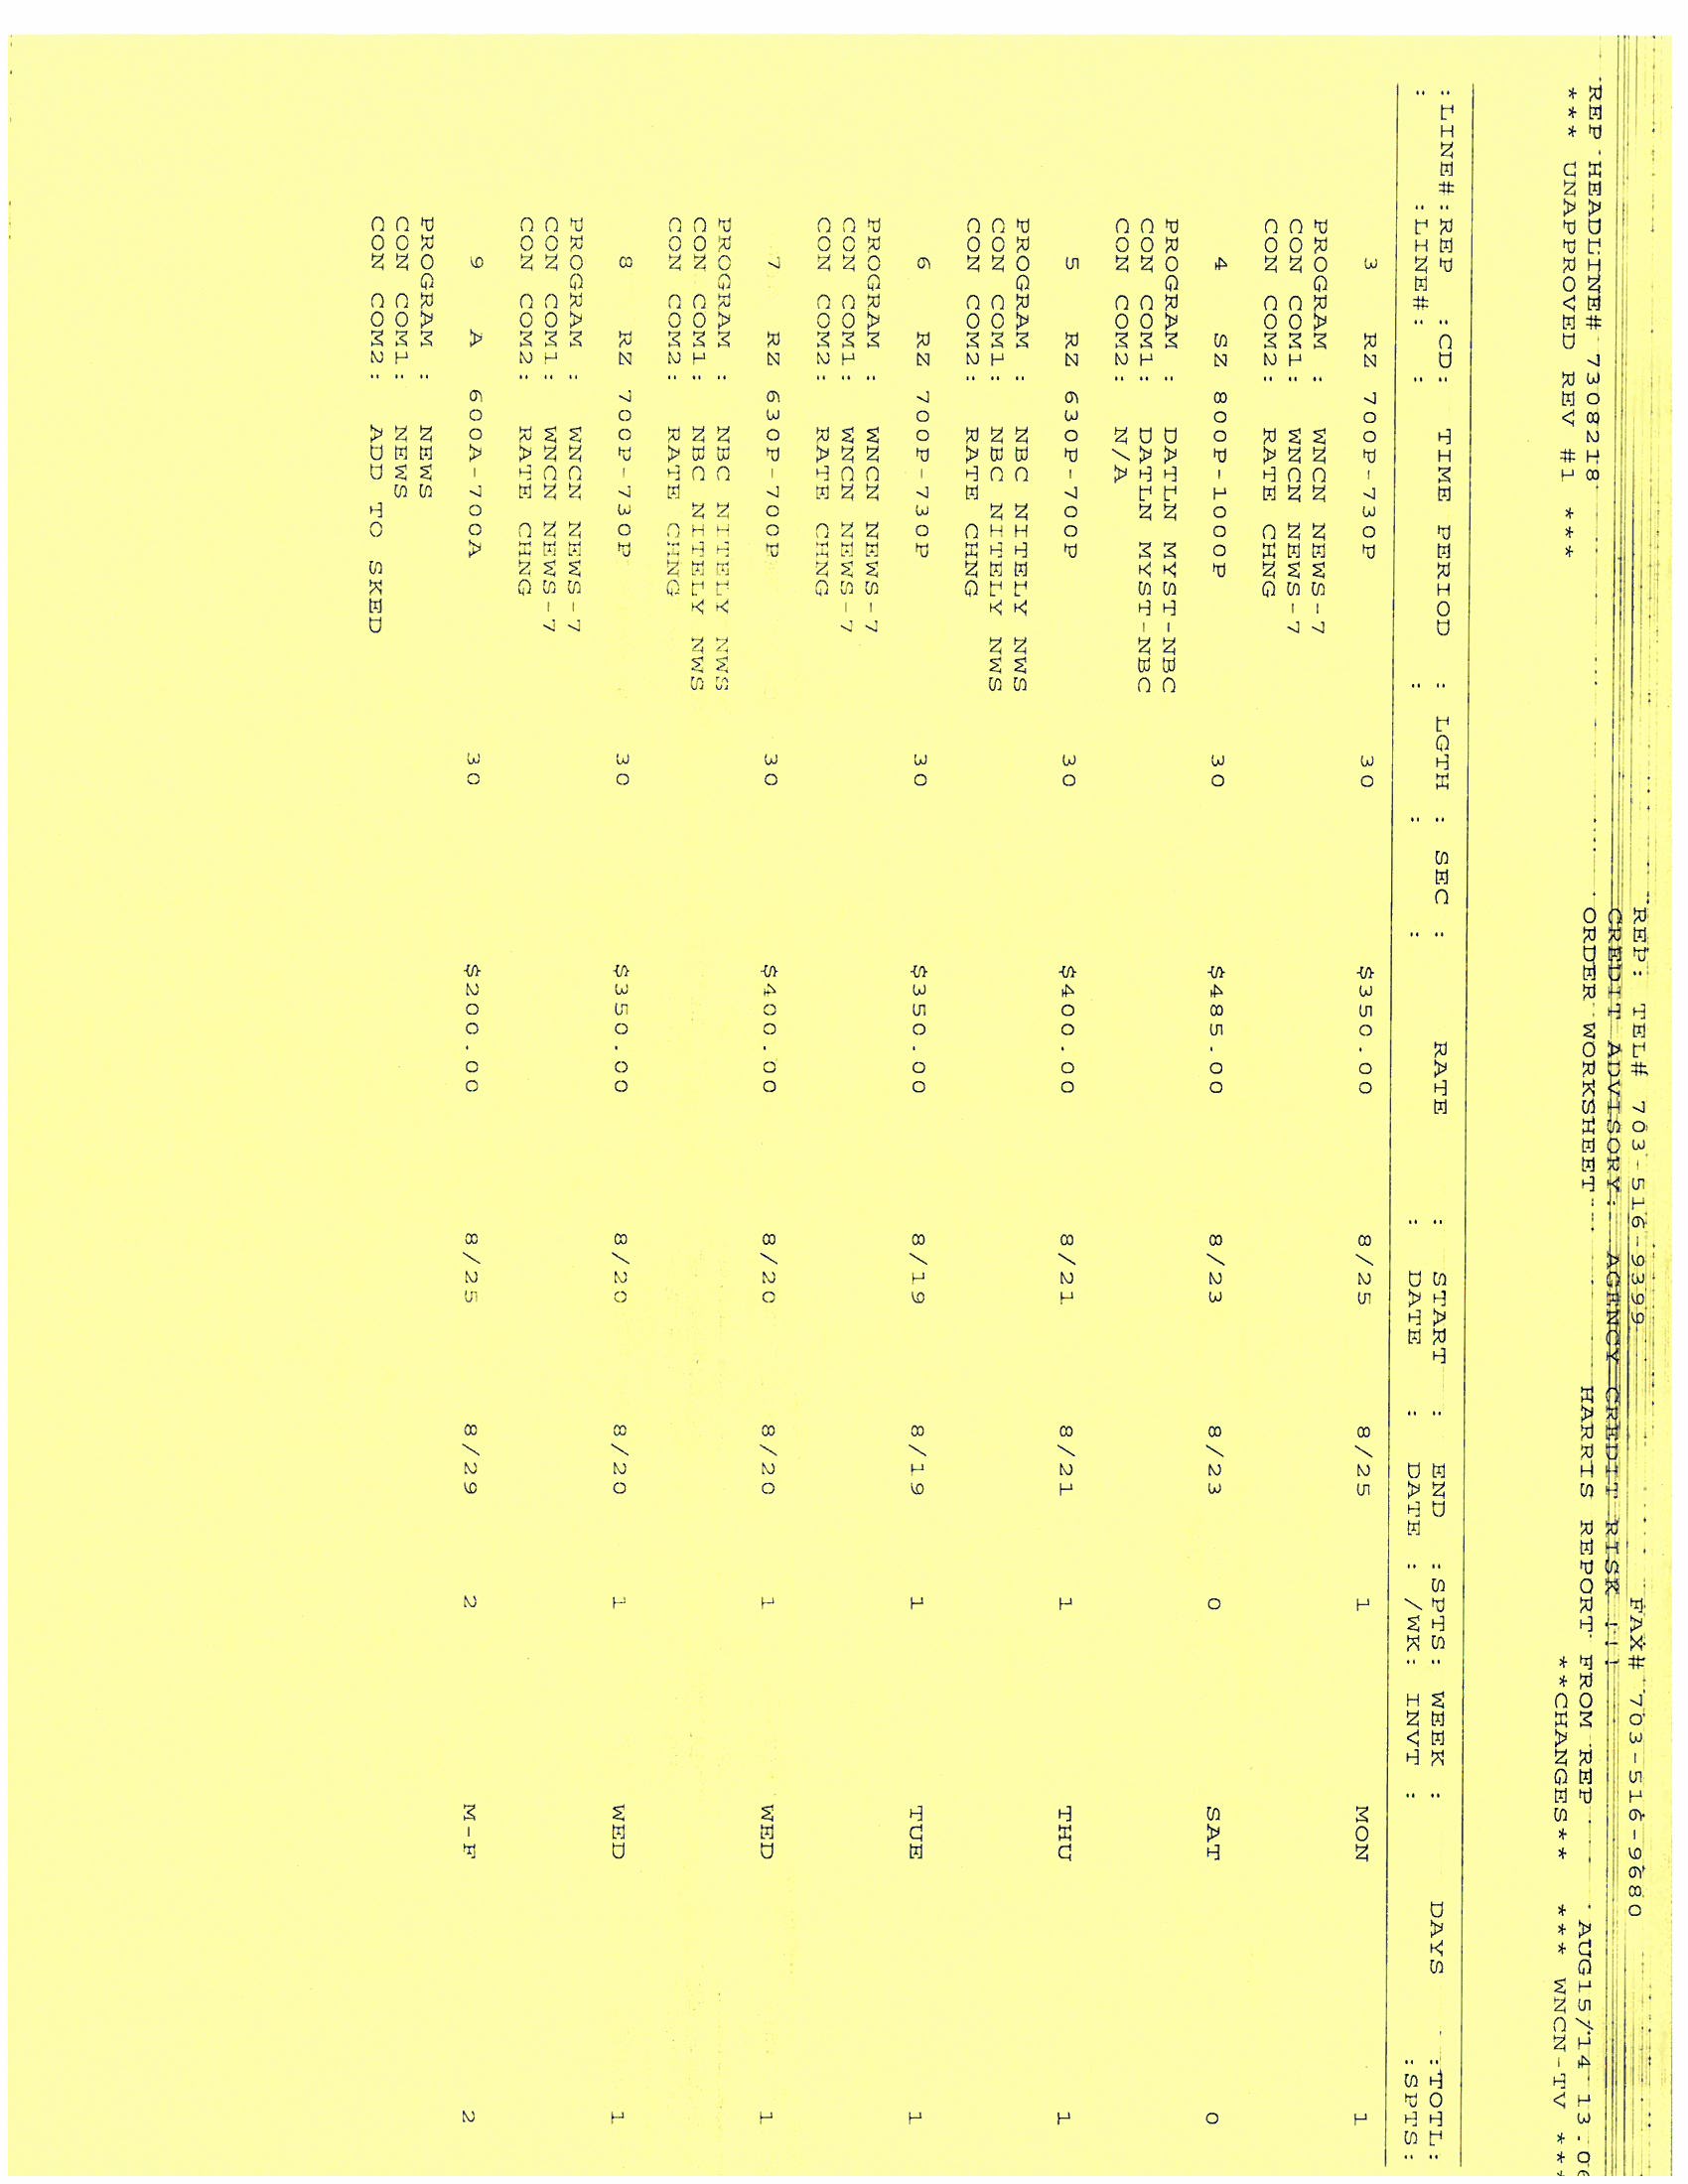 REP: TEL# 703-516-9399 FAX# 703-516-9680
CREDIT ADVISORY: AGENCY CREDIT RISK !!!
REP HEADLINE# 7308218 ORDER WORKSHEET HARRIS REPORT FROM REP AUG15/14 13.06
*** UNAPPROVED REV #1 *** **CHANGES** *** WNCN-TV ***
:LINE#:REP :CD: TIME PERIOD : LGTH : SEC : RATE : START : END :SPTS: WEEK : DAYS :TOTL:
: :LINE#: : : : : : DATE : DATE : /WK: INVT : :SPTS:
3 RZ 700P-730P 30 $350.00 8/25 8/25 1 MON 1
PROGRAM : WNCN NEWS-7
CON COM1: WNCN NEWS-7
CON COM2: RATE CHNG
4 SZ 800P-1000P 30 $485.00 8/23 8/23 0 SAT 0
PROGRAM : DATLN MYST-NBC
CON COM1: DATLN MYST-NBC
CON COM2: N/A
5 RZ 630P-700P 30 $400.00 8/21 8/21 1 THU 1
PROGRAM : NBC NITELY NWS
CON COM1: NBC NITELY NWS
CON COM2: RATE CHNG
6 RZ 700P-730P 30 $350.00 8/19 8/19 1 TUE 1
PROGRAM : WNCN NEWS-7
CON COM1: WNCN NEWS-7
CON COM2: RATE CHNG
7 RZ 630P-700P 30 $400.00 8/20 8/20 1 WED 1
PROGRAM : NBC NITELY NWS
CON COM1: NBC NITELY NWS
CON COM2: RATE CHNG
8 RZ 700P-730P 30 $350.00 8/20 8/20 1 WED 1
PROGRAM : WNCN NEWS-7
CON COM1: WNCN NEWS-7
CON COM2: RATE CHNG
9 A 600A-700A 30 $200.00 8/25 8/29 2 M-F 2
PROGRAM : NEWS
CON COM1: NEWS
CON COM2: ADD TO SKED